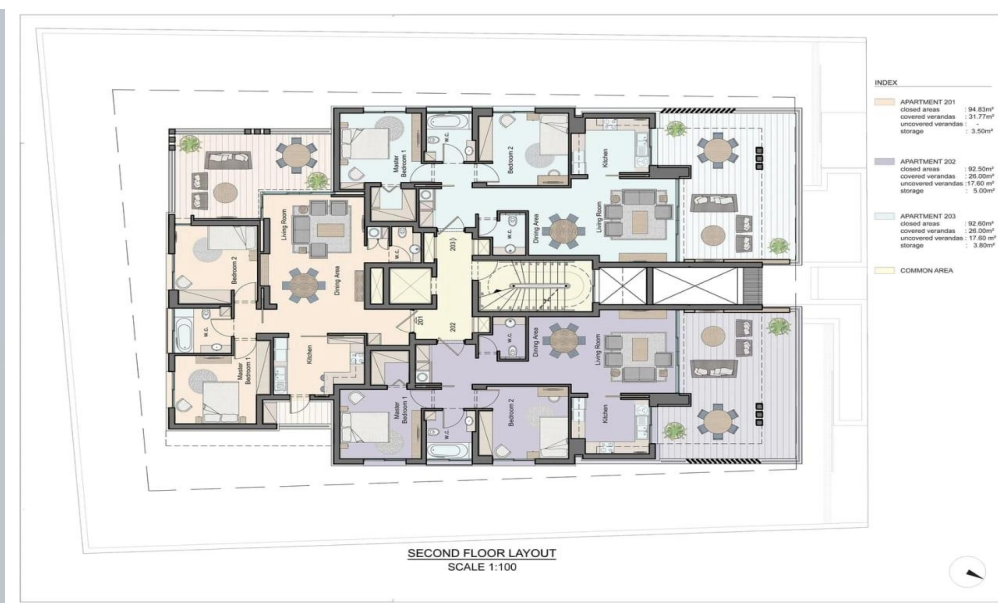 INDEX
APARTMENT 201
closed areas : 94.83m²
covered verandas : 31.77m²
uncovered verandas : -
storage : 3.50m²
APARTMENT 202
closed areas : 92.50m²
covered verandas : 26.00m²
uncovered verandas :17.60 m²
storage : 5.00m²
APARTMENT 203
closed areas : 92.60m²
covered verandas : 26.00m²
uncovered verandas : 17.60 m²
storage : 3.80m²
COMMON AREA
Master
Bedroom 1
W.C.
Bedroom 2
Kitchen
Living Room
Dining Area
W.C.
203
Living Room
Dining Area
W.C.
Bedroom 2
W.C.
Master
Bedroom 1
Kitchen
201
202
W.C.
Dining Area
Living Room
Master
Bedroom 1
W.C.
Bedroom 2
Kitchen
SECOND FLOOR LAYOUT
SCALE 1:100